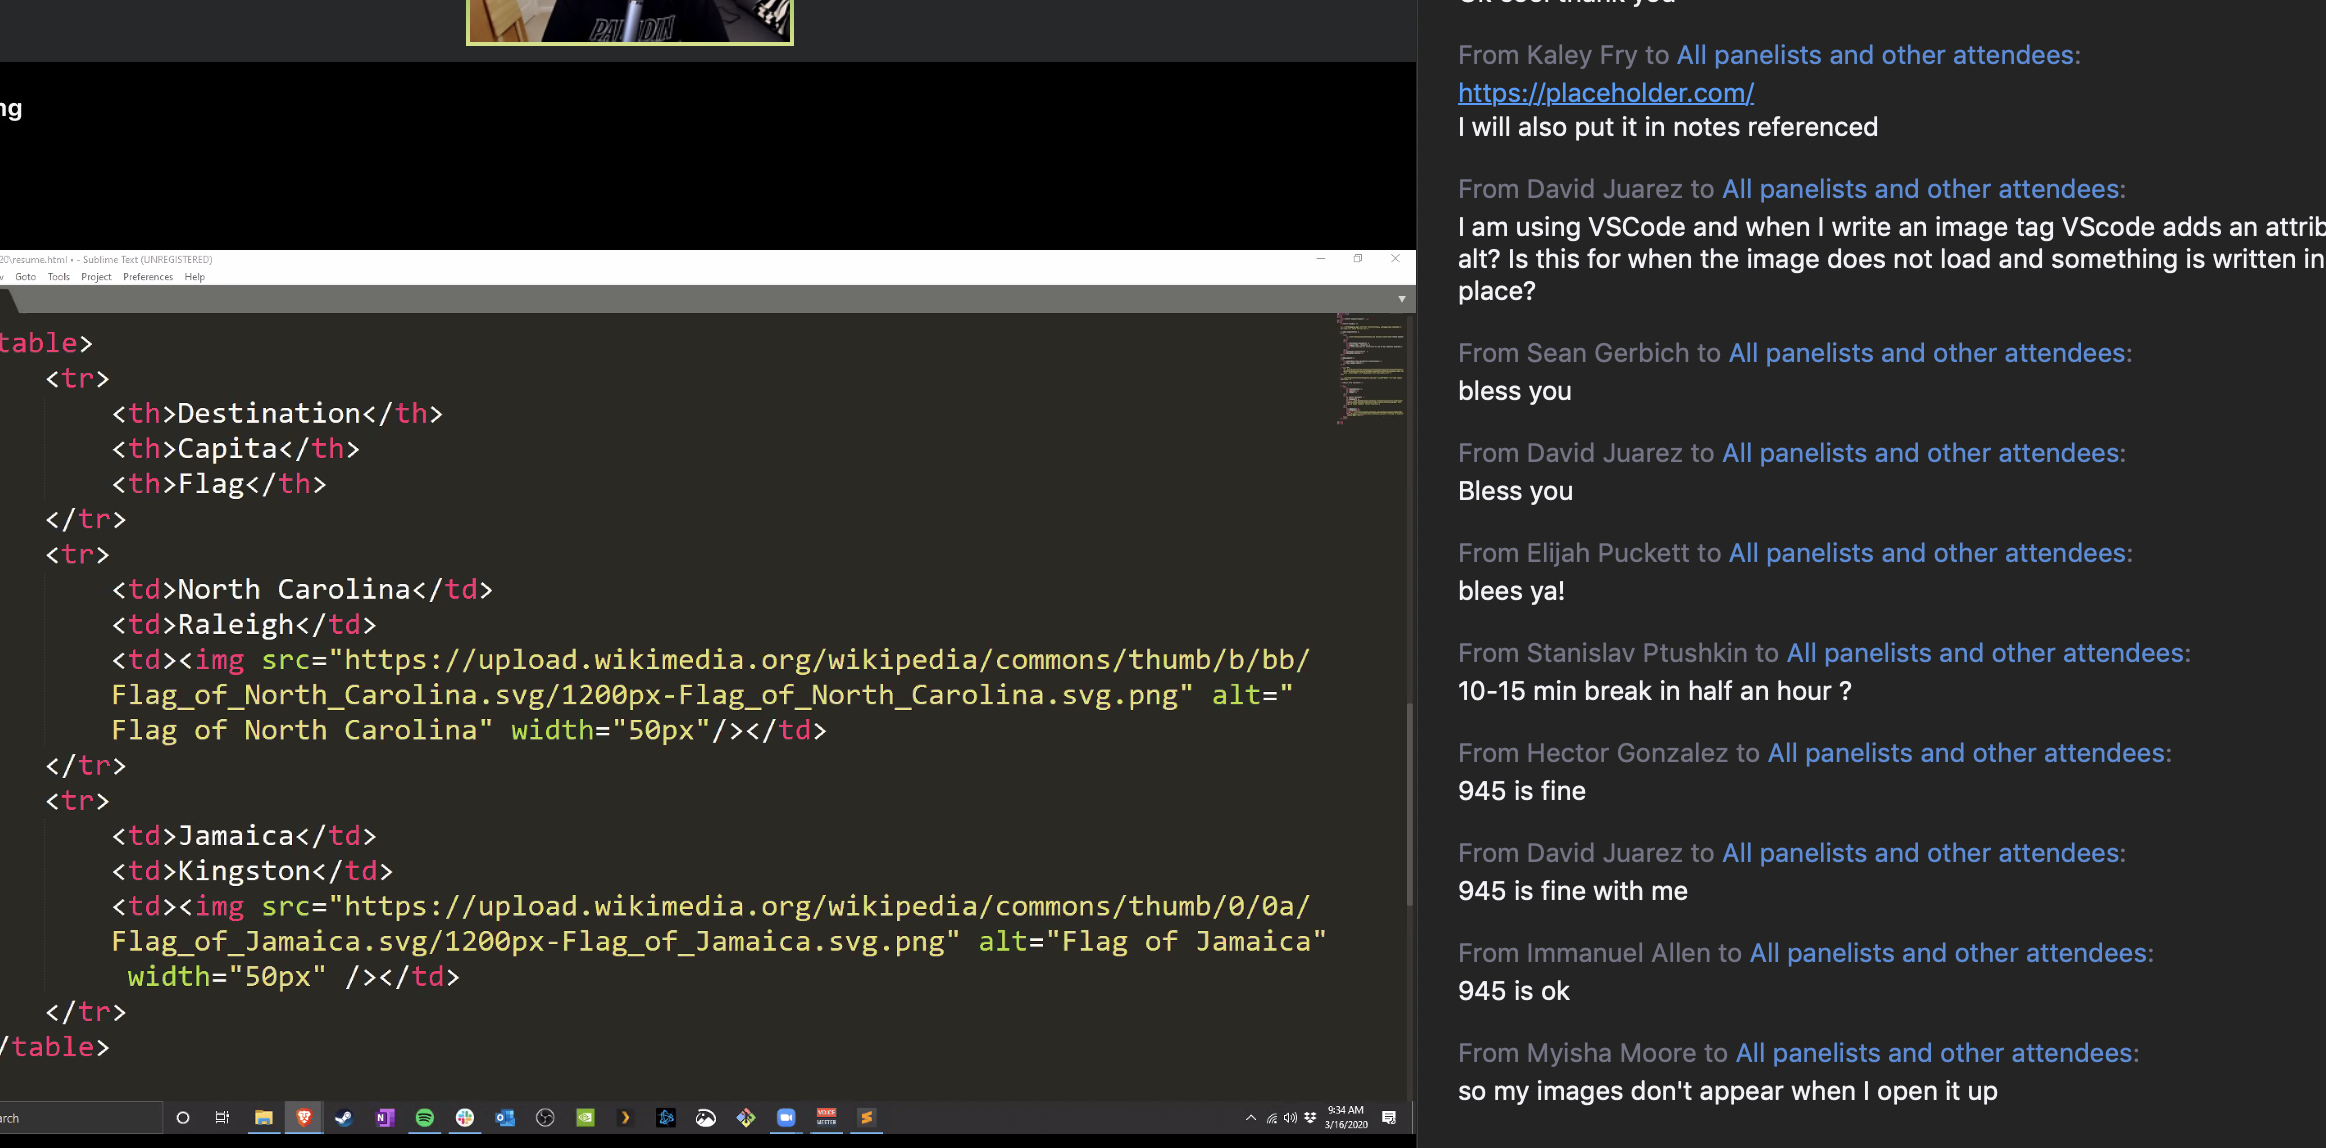 ng
20\resume.html • - Sublime Text (UNREGISTERED)
Goto Tools Project Preferences Help
table>
<tr>
<th>Destination</th>
<th>Capita</th>
<th>Flag</th>
</tr>
<tr>
<td>North Carolina</td>
<td>Raleigh</td>
<td><img src="https://upload.wikimedia.org/wikipedia/commons/thumb/b/bb/
Flag_of_North_Carolina.svg/1200px-Flag_of_North_Carolina.svg.png" alt="
Flag of North Carolina" width="50px"/></td>
</tr>
<tr>
<td>Jamaica</td>
<td>Kingston</td>
<td><img src="https://upload.wikimedia.org/wikipedia/commons/thumb/0/0a/
Flag_of_Jamaica.svg/1200px-Flag_of_Jamaica.svg.png" alt="Flag of Jamaica"
width="50px" /></td>
</tr>
/table>
rch
VOICE
MEETER
9:34 AM
3/16/2020
From Kaley Fry to All panelists and other attendees:
https://placeholder.com/
I will also put it in notes referenced
From David Juarez to All panelists and other attendees:
I am using VSCode and when I write an image tag VScode adds an attrib
alt? Is this for when the image does not load and something is written in
place?
From Sean Gerbich to All panelists and other attendees:
bless you
From David Juarez to All panelists and other attendees:
Bless you
From Elijah Puckett to All panelists and other attendees:
blees ya!
From Stanislav Ptushkin to All panelists and other attendees:
10-15 min break in half an hour ?
From Hector Gonzalez to All panelists and other attendees:
945 is fine
From David Juarez to All panelists and other attendees:
945 is fine with me
From Immanuel Allen to All panelists and other attendees:
945 is ok
From Myisha Moore to All panelists and other attendees:
so my images don't appear when I open it up